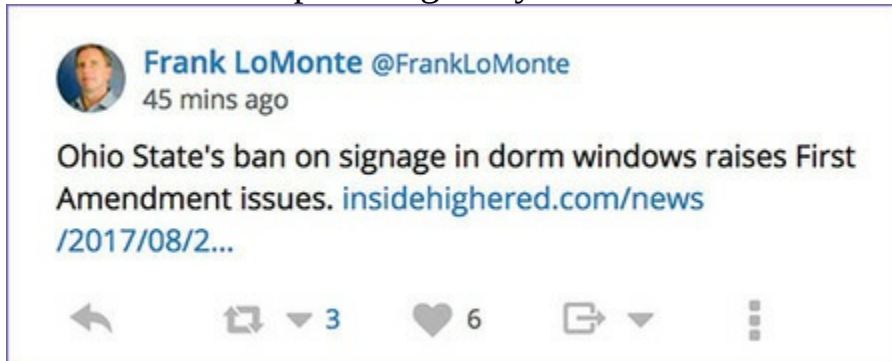 Frank LoMonte @FrankLoMonte
45 mins ago
Ohio State's ban on signage in dorm windows raises First
Amendment issues. insidehighered.com/news
/2017/08/2...
3 6